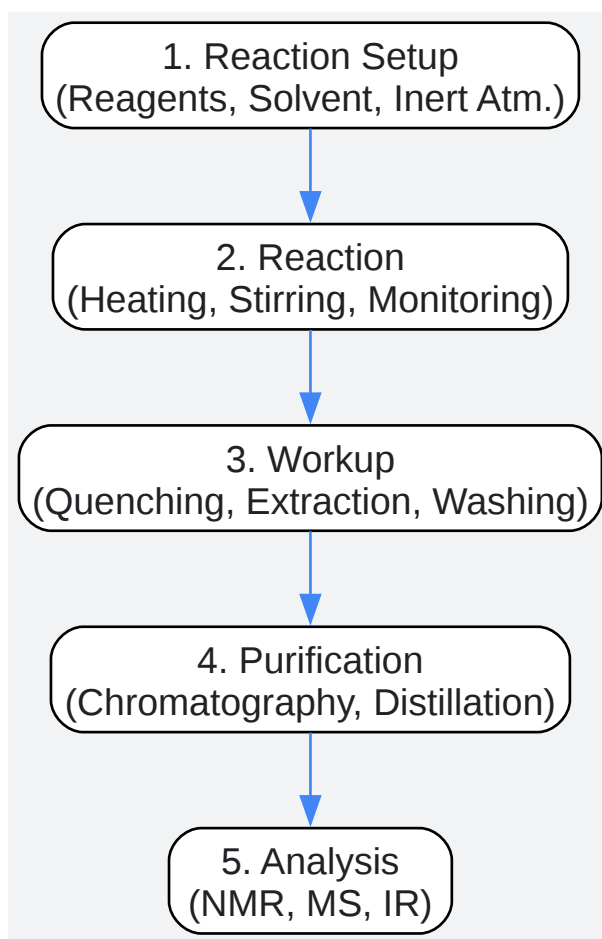 1. Reaction Setup
(Reagents, Solvent, Inert Atm.)
2. Reaction
(Heating, Stirring, Monitoring)
3. Workup
(Quenching, Extraction, Washing)
4. Purification
(Chromatography, Distillation)
5. Analysis
(NMR, MS, IR)